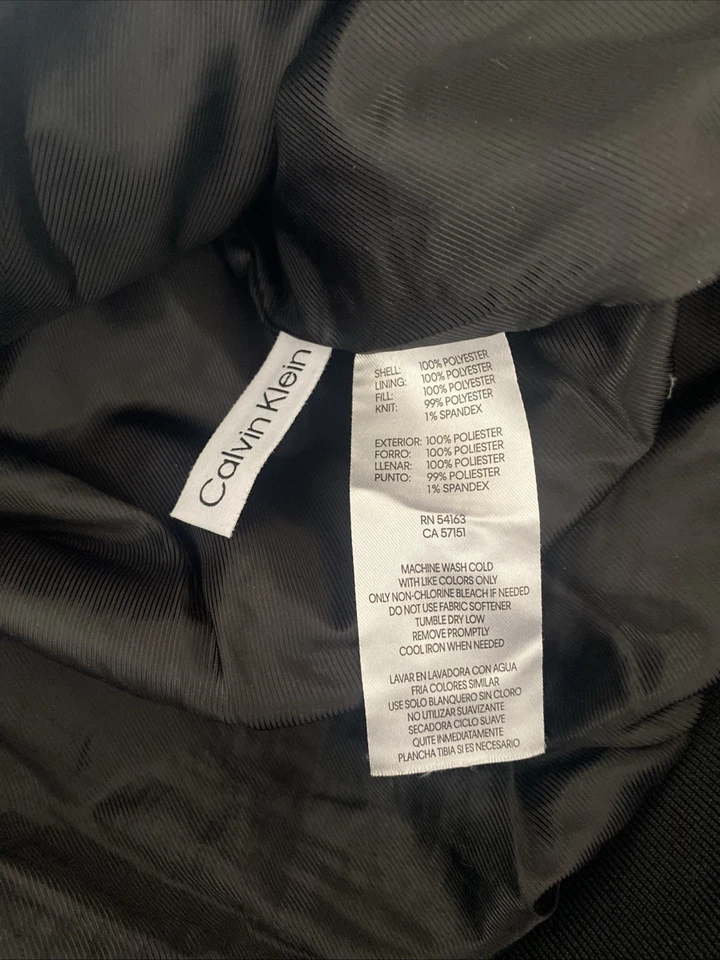 Calvin Klein
SHELL: 100% POLYESTER
LINING: 100% POLYESTER
FILL: 100% POLYESTER
KNIT: 99% POLYESTER
1% SPANDEX
EXTERIOR: 100% POLIESTER
FORRO: 100% POLIESTER
LLENAR: 100% POLIESTER
PUNTO: 99% POLIESTER
1% SPANDEX
RN 54163
CA 57151
MACHINE WASH COLD
WITH LIKE COLORS ONLY
ONLY NON-CHLORINE BLEACH IF NEEDED
DO NOT USE FABRIC SOFTENER
TUMBLE DRY LOW
REMOVE PROMPTLY
COOL IRON WHEN NEEDED
LAVAR EN LAVADORA CON AGUA
FRIA COLORES SIMILAR
USE SOLO BLANQUERO SIN CLORO
NO UTILIZAR SUAVIZANTE
SECADORA CICLO SUAVE
QUITE INMEDIATAMENTE
PLANCHA TIBIA SI ES NECESARIO